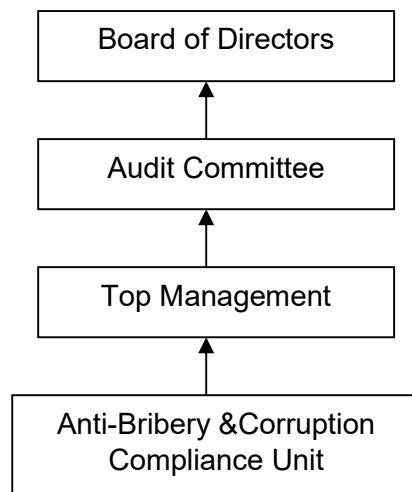 Board of Directors
Audit Committee
Top Management
Anti-Bribery &Corruption
Compliance Unit